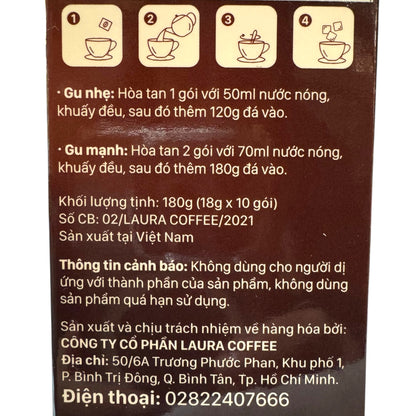 1 2 3 4
· Gu nhẹ: Hòa tan 1 gói với 50ml nước nóng,
khuấy đều, sau đó thêm 120g đá vào.
· Gu mạnh: Hòa tan 2 gói với 70ml nước nóng,
khuấy đều, sau đó thêm 180g đá vào.
Khối lượng tịnh: 180g (18g x 10 gói)
Số CB: 02/LAURA COFFEE/2021
Sản xuất tại Việt Nam
Thông tin cảnh báo: Không dùng cho người dị
ứng với thành phần của sản phẩm, không dùng
sản phẩm quá hạn sử dụng.
Sản xuất và chịu trách nhiệm về hàng hóa bởi:
CÔNG TY CỔ PHẦN LAURA COFFEE
Địa chỉ: 50/6A Trương Phước Phan, Khu phố 1,
P. Bình Trị Đông, Q. Bình Tân, Tp. Hồ Chí Minh.
Điện thoại: 02822407666